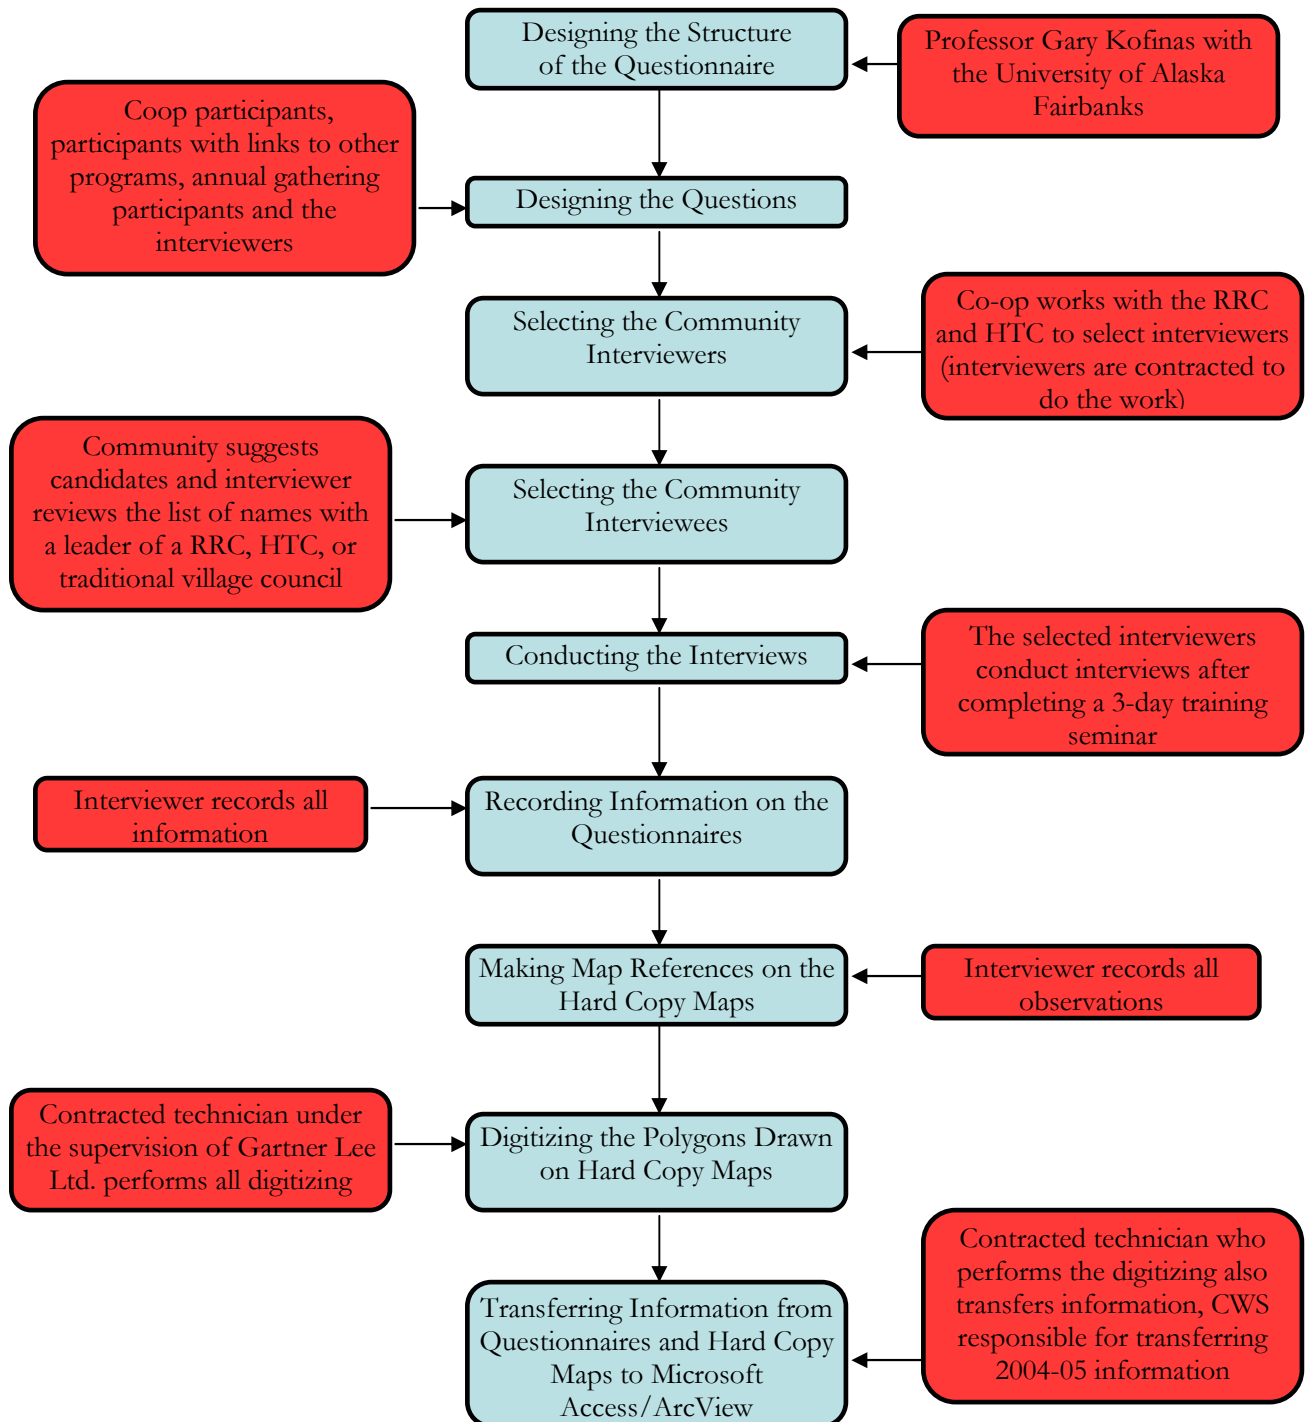 Designing the Structure
of the Questionnaire
Professor Gary Kofinas with
the University of Alaska
Fairbanks
Coop participants,
participants with links to other
programs, annual gathering
participants and the
interviewers
Designing the Questions
Selecting the Community
Interviewers
Co-op works with the RRC
and HTC to select interviewers
(interviewers are contracted to
do the work)
Community suggests
candidates and interviewer
reviews the list of names with
a leader of a RRC, HTC, or
traditional village council
Selecting the Community
Interviewees
Conducting the Interviews
The selected interviewers
conduct interviews after
completing a 3-day training
seminar
Interviewer records all
information
Recording Information on the
Questionnaires
Making Map References on the
Hard Copy Maps
Interviewer records all
observations
Contracted technician under
the supervision of Gartner Lee
Ltd. performs all digitizing
Digitizing the Polygons Drawn
on Hard Copy Maps
Contracted technician who
performs the digitizing also
transfers information, CWS
responsible for transferring
2004-05 information
Transferring Information from
Questionnaires and Hard Copy
Maps to Microsoft
Access/ArcView